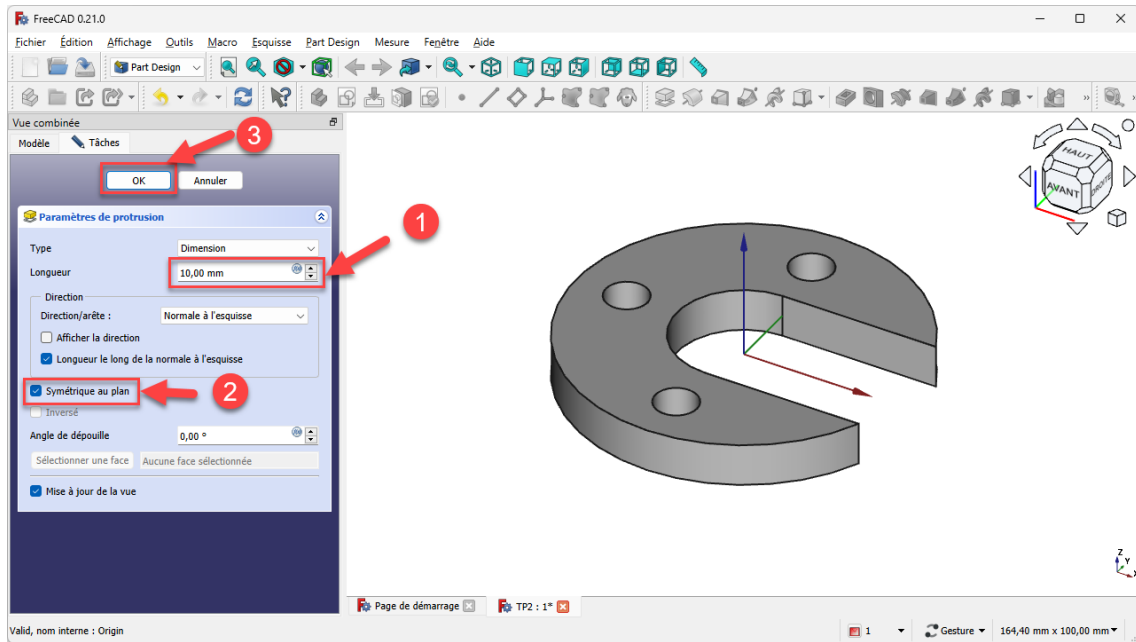 FreeCAD 0.21.0
Fichier Édition Affichage Outils Macro Esquisse Part Design Mesure Fenêtre Aide
Part Design
Vue combinée
Modèle Tâches
3
OK Annuler
Paramètres de protrusion
1
Type Dimension
Longueur 10,00 mm
Direction
Direction/arête : Normale à l'esquisse
Afficher la direction
Longueur le long de la normale à l'esquisse
Symétrique au plan
2
Inversé
Angle de dépouille 0,00 °
Sélectionner une face Aucune face sélectionnée
Mise à jour de la vue
HAUT
AVANT
DROITE
Z
Y
X
Page de démarrage TP2 : 1*
Valid, nom interne : Origin 1 Gesture 164,40 mm x 100,00 mm